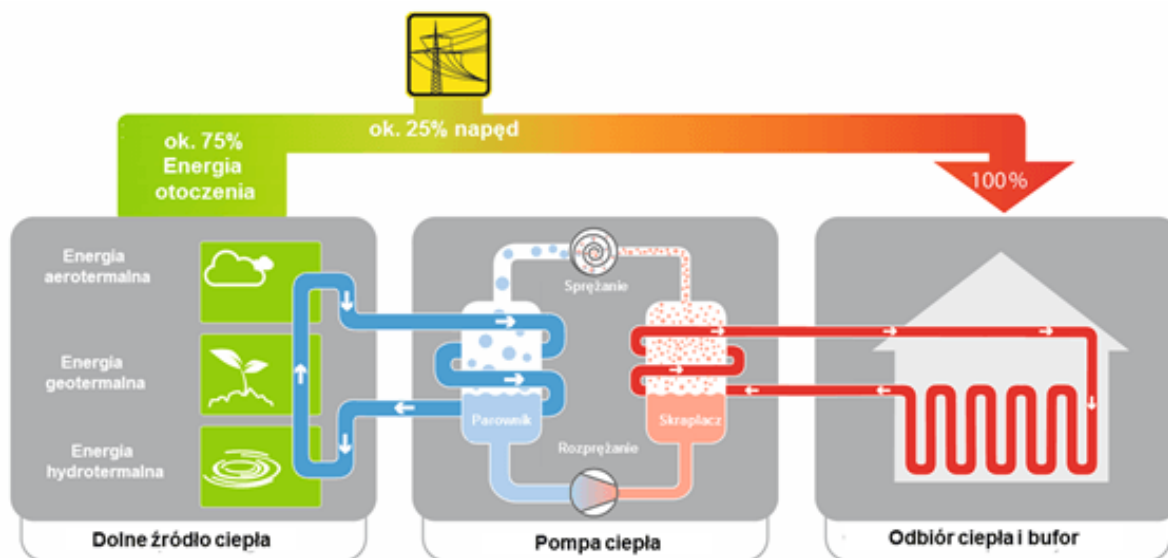 ok. 25% napęd
ok. 75%
Energia
otoczenia
100%
Energia
aerotermalna
Energia
geotermalna
Energia
hydrotermalna
Sprężanie
Parownik
Skraplacz
Rozprężanie
Dolne źródło ciepła
Pompa ciepła
Odbiór ciepła i bufor